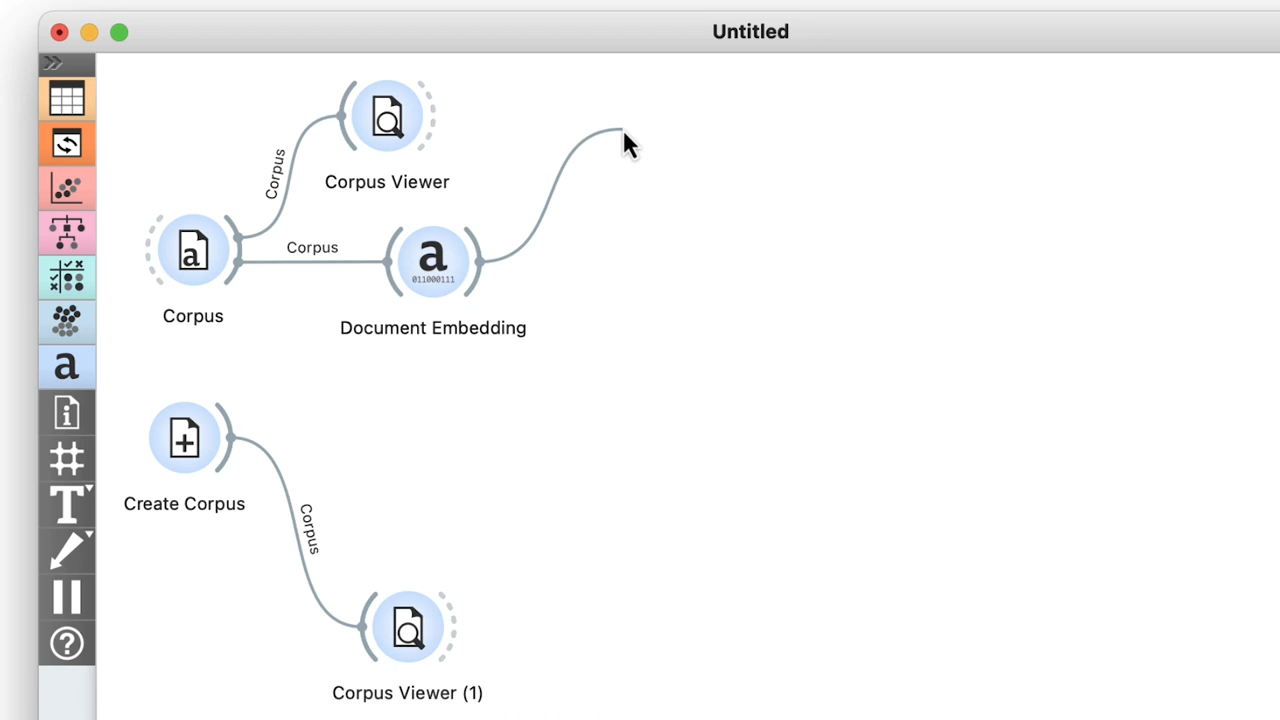 Untitled
Corpus
Corpus Viewer
Corpus
a
a
011000111
Corpus
Document Embedding
a
Create Corpus
Corpus
Corpus Viewer (1)